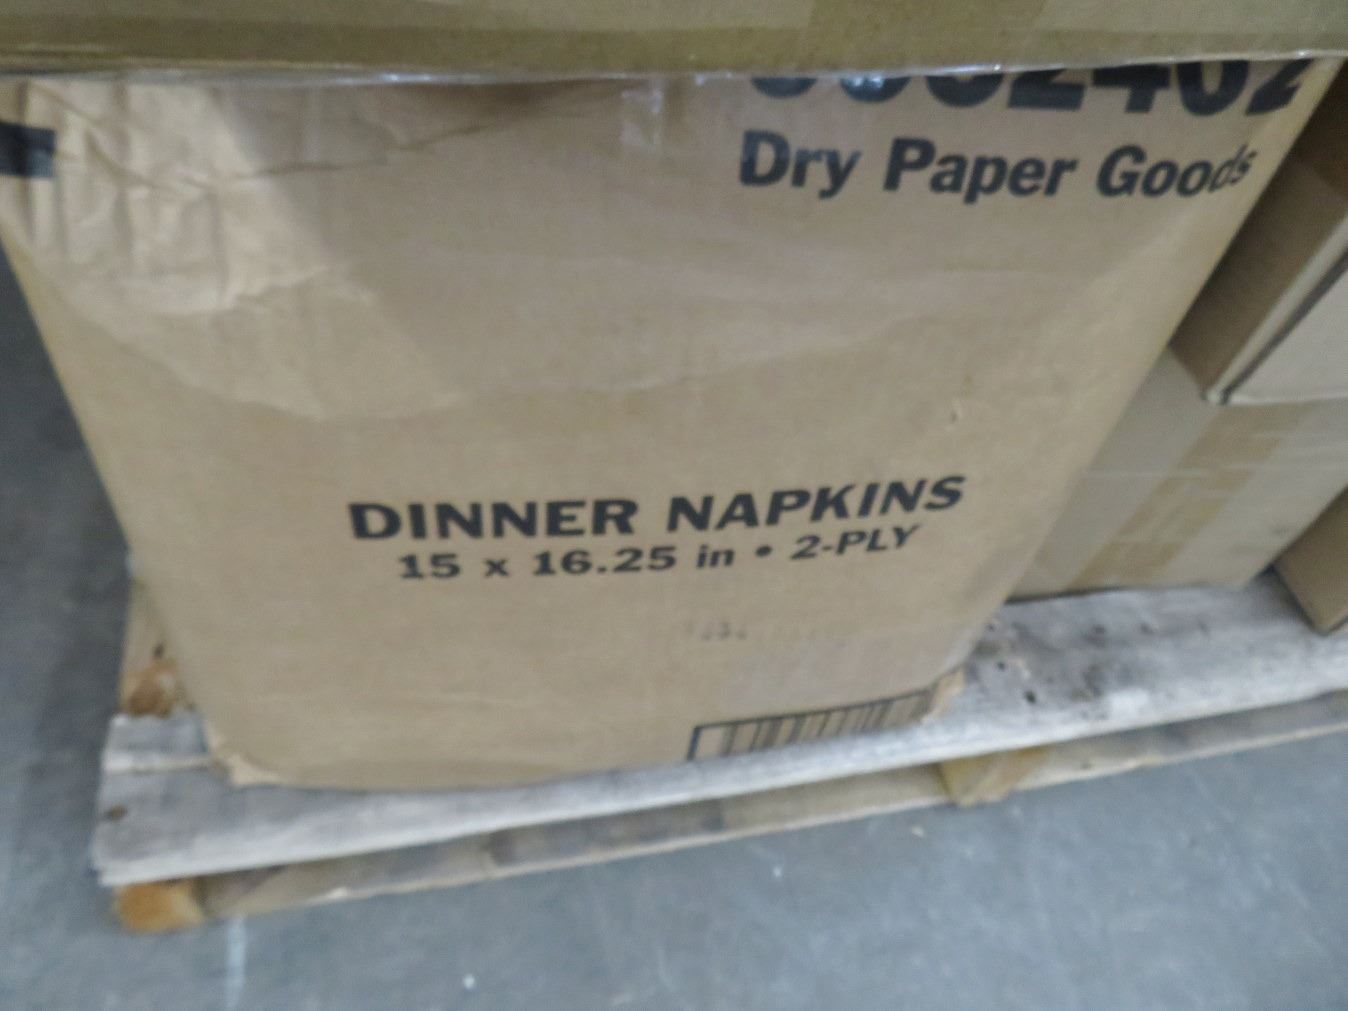 Dry Paper Goods
DINNER NAPKINS
15 x 16.25 in • 2-PLY